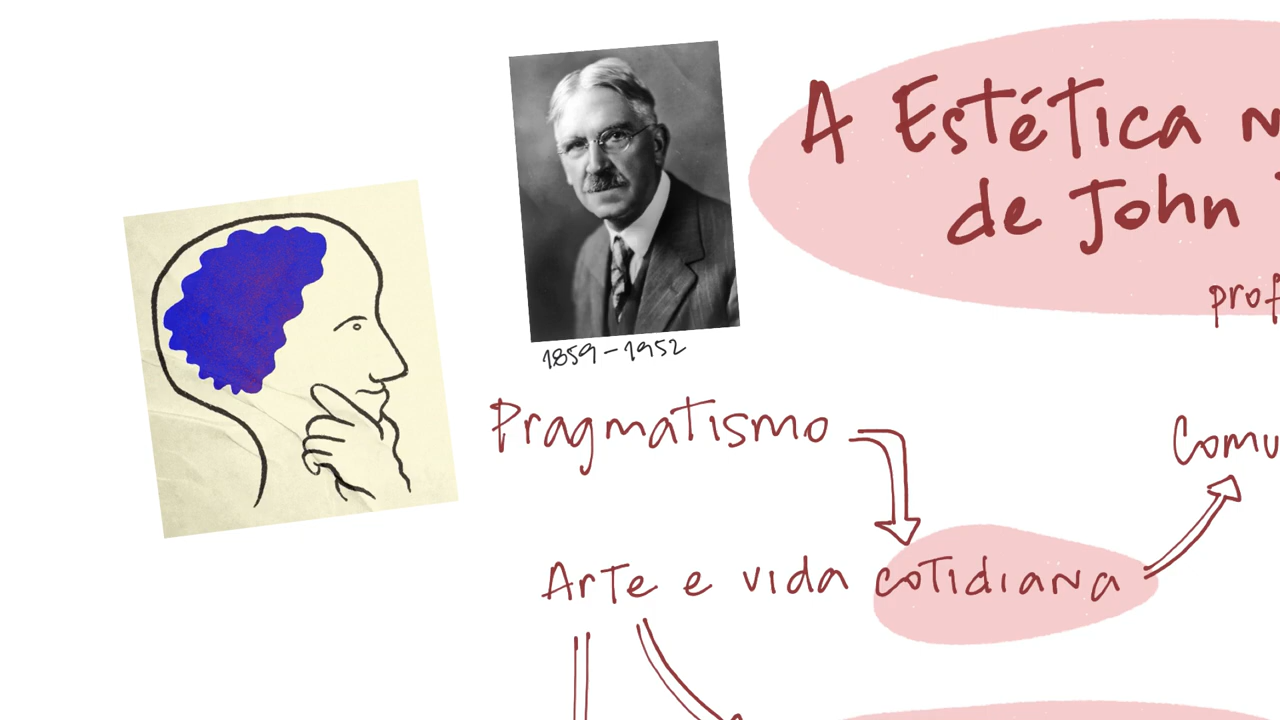 A Estética
de John
prof
1859-1952
Pragmatismo
Comu
Arte e vida cotidiana